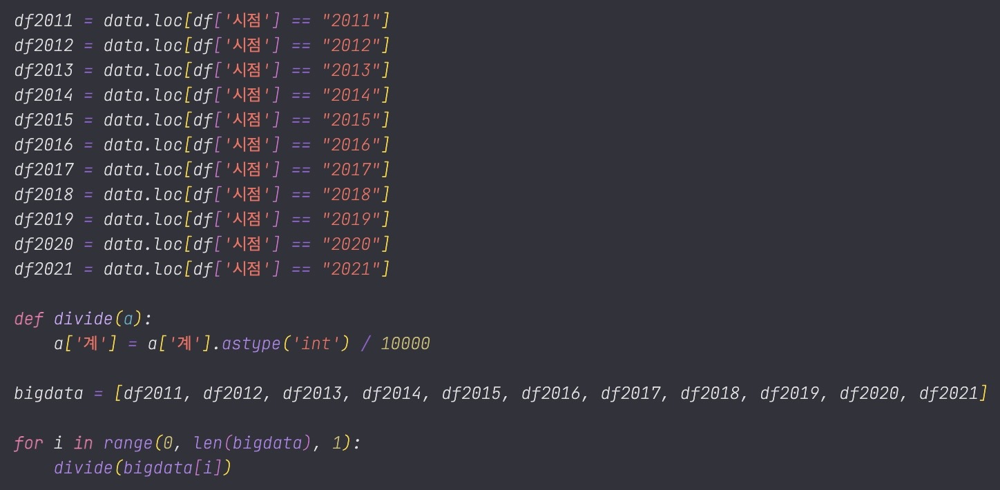 df2011 = data.loc[df['시점'] == "2011"]
df2012 = data.loc[df['시점'] == "2012"]
df2013 = data.loc[df['시점'] == "2013"]
df2014 = data.loc[df['시점'] == "2014"]
df2015 = data.loc[df['시점'] == "2015"]
df2016 = data.loc[df['시점'] == "2016"]
df2017 = data.loc[df['시점'] == "2017"]
df2018 = data.loc[df['시점'] == "2018"]
df2019 = data.loc[df['시점'] == "2019"]
df2020 = data.loc[df['시점'] == "2020"]
df2021 = data.loc[df['시점'] == "2021"]
def divide(a):
    a['계'] = a['계'].astype('int') / 10000
bigdata = [df2011, df2012, df2013, df2014, df2015, df2016, df2017, df2018, df2019, df2020, df2021]
for i in range(0, len(bigdata), 1):
    divide(bigdata[i])